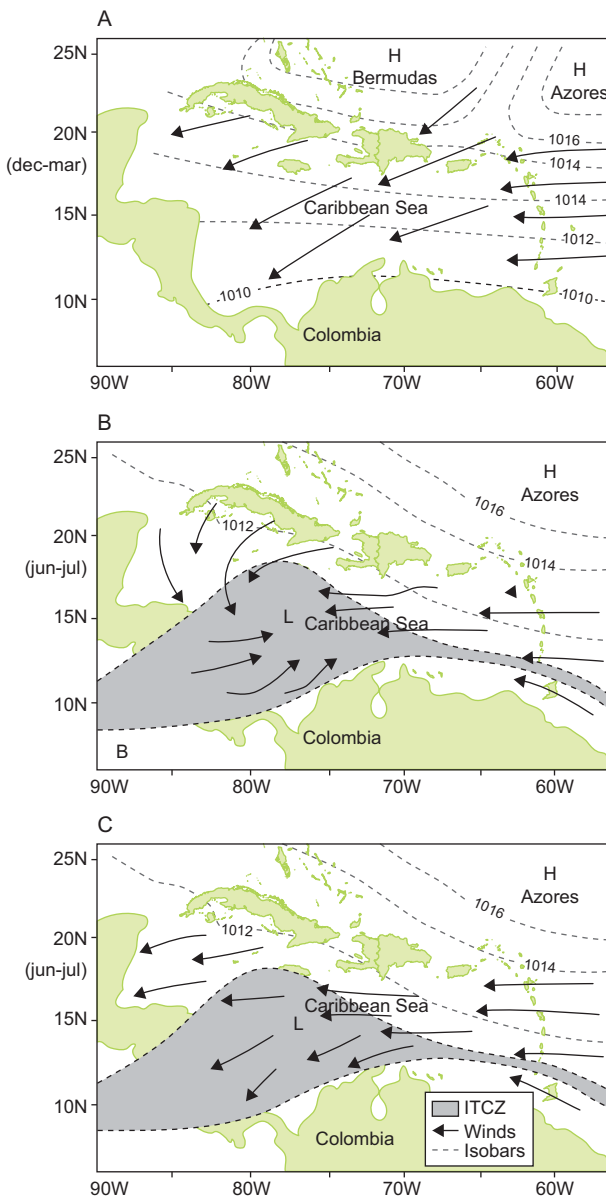 A
25N
H
Bermudas
H
Azores
20N
1016
(dec-mar)
1014
1014
Caribbean Sea
15N
1012
1010
1010
10N
Colombia
90W
80W
70W
60W
B
25N
H
Azores
1016
20N
1012
(jun-jul)
1014
15N
L
Caribbean Sea
10N
Colombia
B
90W
80W
70W
60W
C
25N
H
Azores
1016
20N
1012
(jun-jul)
1014
Caribbean Sea
15N
L
10N
ITCZ
Winds
Colombia
Isobars
90W
80W
70W
60W